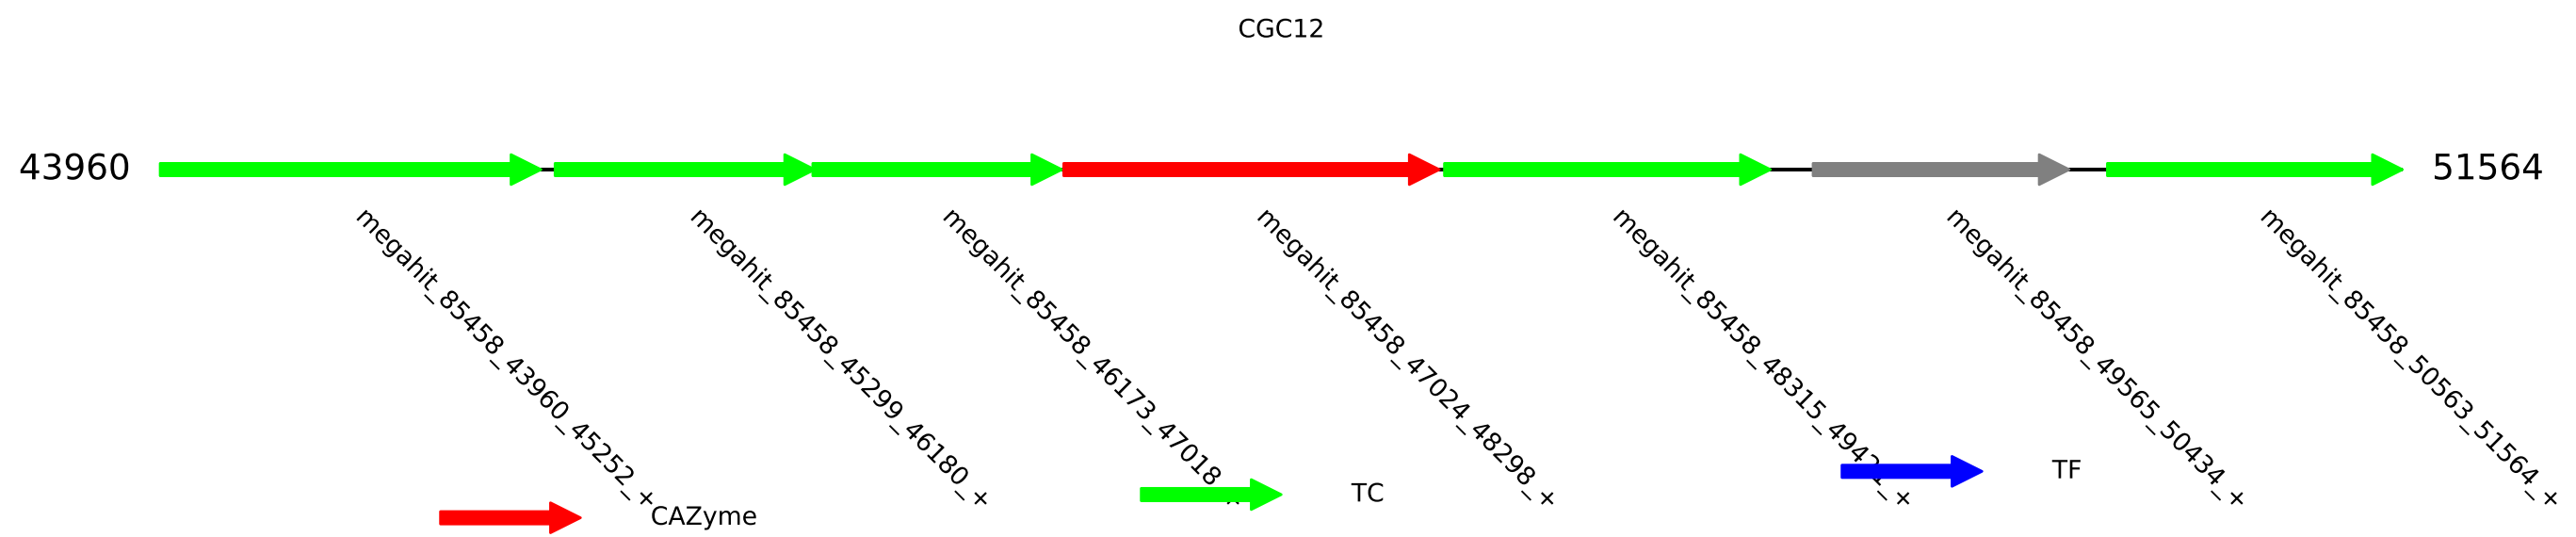 CGC12
43960
51564
megahit_85458_43960_45252_+
megahit_85458_45299_46180_+
megahit_85458_46173_47018_+
megahit_85458_47024_48298_+
megahit_85458_49565_50434_+
megahit_85458_50563_51564_+
CAZyme
TC
TF